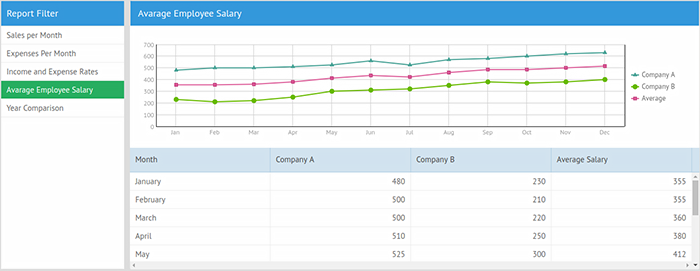 Report Filter
Sales per Month
Expenses Per Month
Income and Expense Rates
Avarage Employee Salary
Year Comparison
Avarage Employee Salary
700
600
500
400
300
200
100
0
Jan Feb Mar Apr May Jun Jul Aug Sep Oct Nov Dec
Company A
Company B
Average
Month Company A Company B Average Salary
January 480 230 355
February 500 210 355
March 500 220 360
April 510 250 380
May 525 300 412